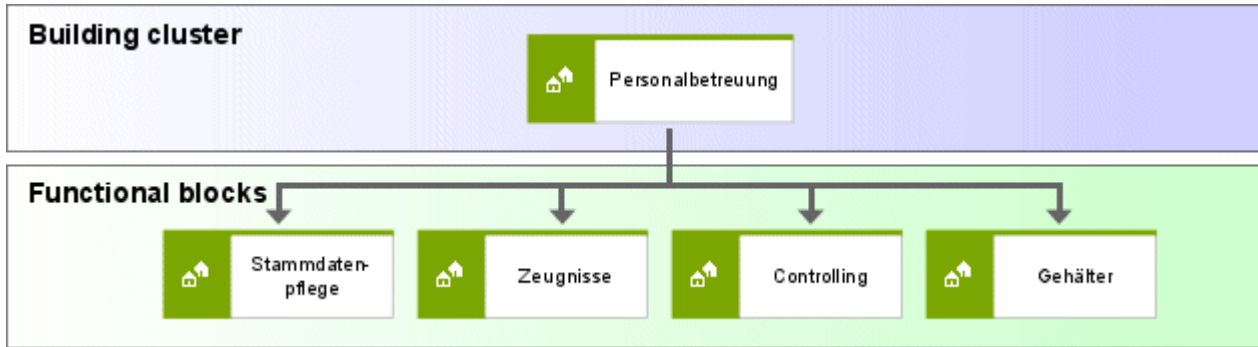 Building cluster
Personalbetreuung
Functional blocks
Stammdaten-
pflege
Zeugnisse
Controlling
Gehälter